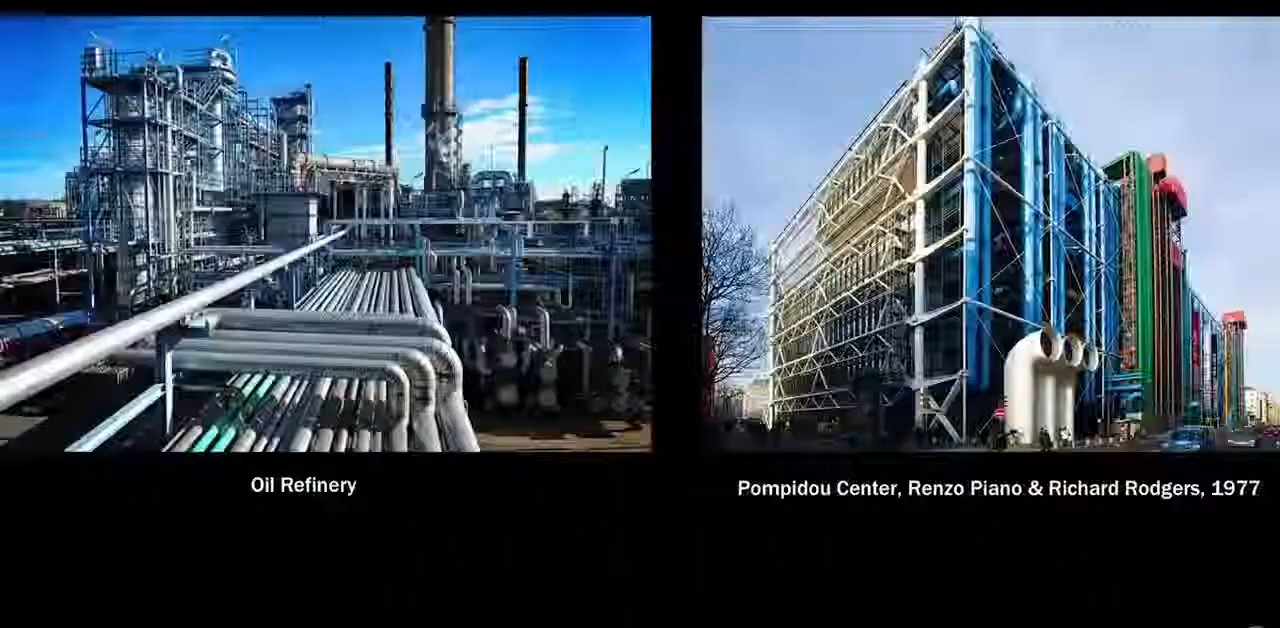 Oil Refinery
Pompidou Center, Renzo Piano & Richard Rodgers, 1977